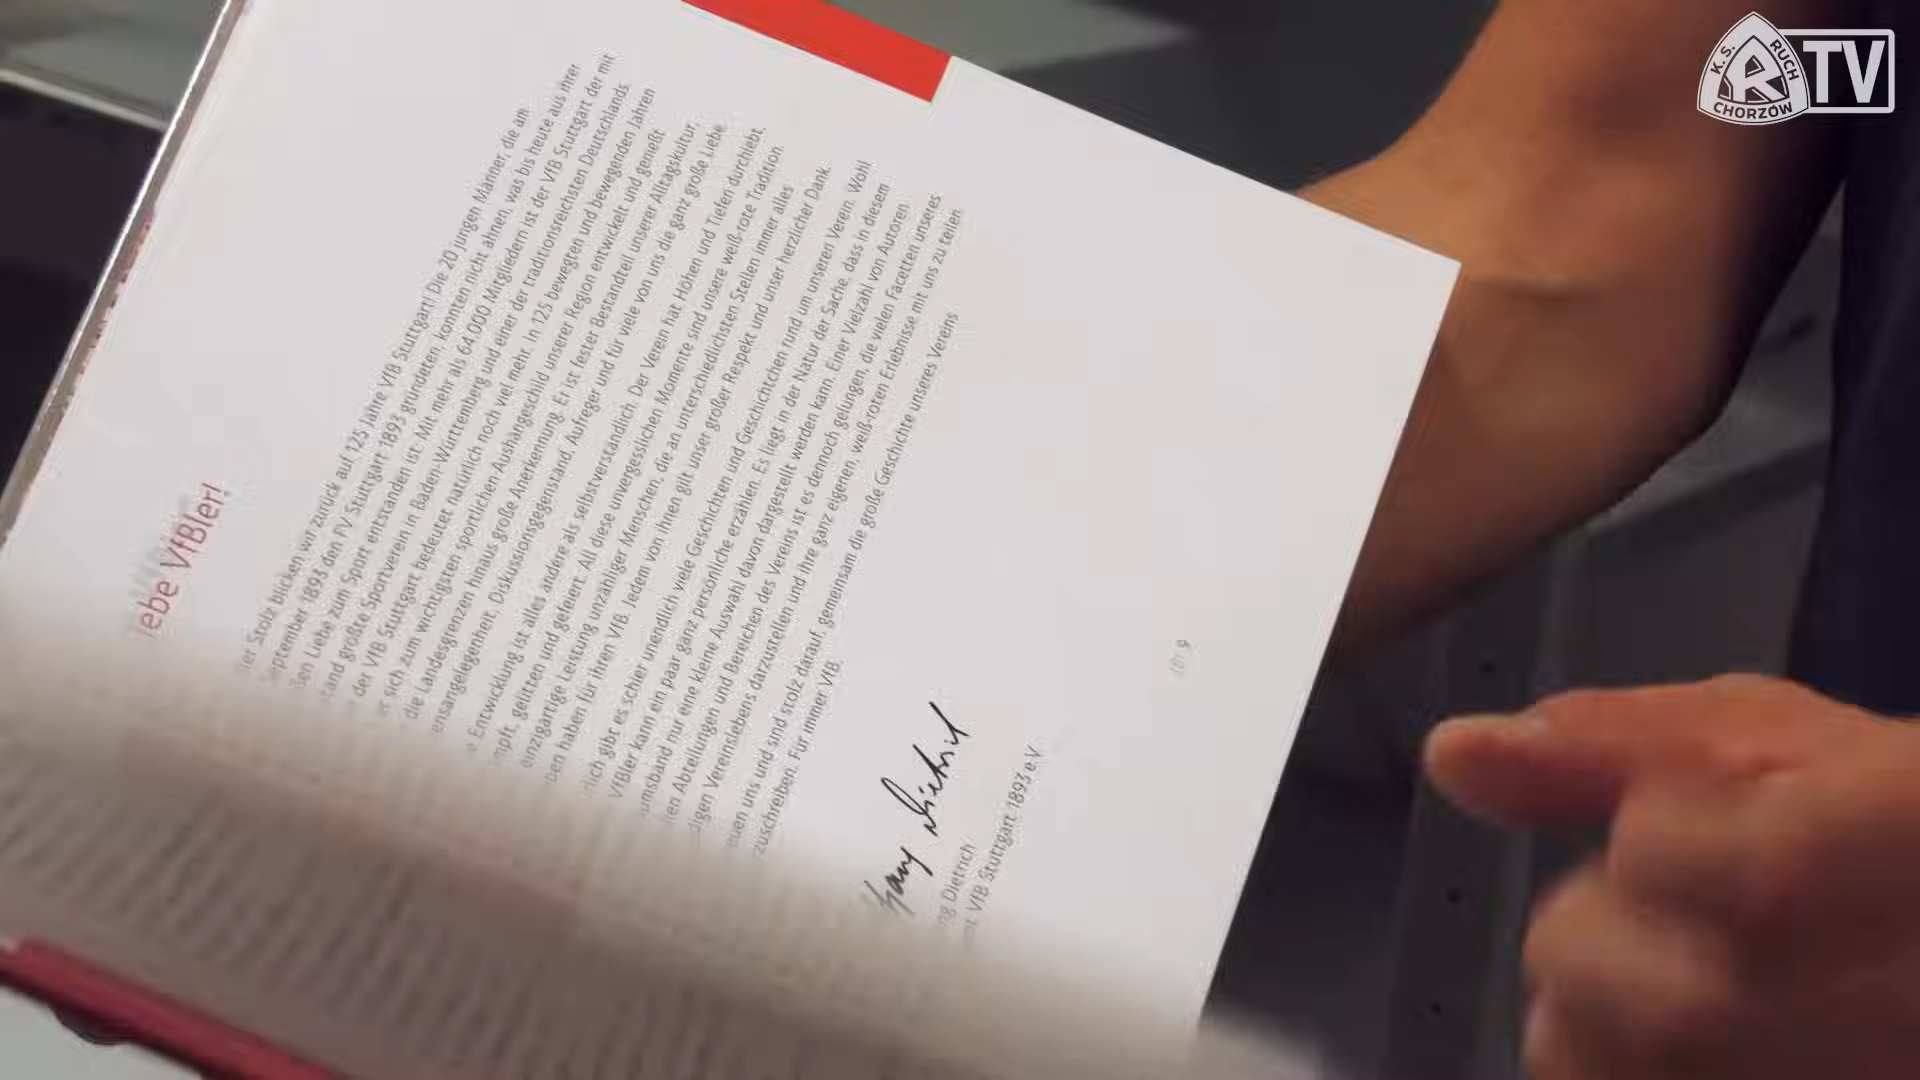 K.S. RUCH CHORZÓW R TV
iebe VfBler!
Stolz blicken wir zurück auf 125 Jahre VfB Stuttgart! Die 20 jungen Männer, die am
September 1893 den FV Stuttgart 1893 gründeten, konnten nicht ahnen, was bis heute aus ihrer
ßen Liebe zum Sport entstanden ist: Mit mehr als 64.000 Mitgliedern ist der VfB Stuttgart der mit
tand größte Sportverein in Baden-Württemberg und einer der traditionsreichsten Deutschlands.
der VfB Stuttgart bedeutet natürlich noch viel mehr. In 125 bewegten und bewegenden Jahren
er sich zum wichtigsten sportlichen Aushängeschild unserer Region entwickelt und genießt
die Landesgrenzen hinaus große Anerkennung. Er ist fester Bestandteil unserer Alltagskultur,
ensangelegenheit, Diskussionsgegenstand, Aufreger und für viele von uns die ganz große Liebe.
e Entwicklung ist alles andere als selbstverständlich. Der Verein hat Höhen und Tiefen durchlebt,
mpft, gelitten und gefeiert. All diese unvergesslichen Momente sind unsere weiß-rote Tradition.
einzigartige Leistung unzähliger Menschen, die an unterschiedlichsten Stellen immer alles
ben haben für ihren VfB. Jedem von ihnen gilt unser großer Respekt und unser herzlicher Dank.
rlich gibt es schier unendlich viele Geschichten und Geschichtchen rund um unseren Verein. Wohl
VfBler kann ein paar ganz persönliche erzählen. Es liegt in der Natur der Sache, dass in diesem
umsband nur eine kleine Auswahl davon dargestellt werden kann. Einer Vielzahl von Autoren
len Abteilungen und Bereichen des Vereins ist es dennoch gelungen, die vielen Facetten unseres
digen Vereinslebens darzustellen und ihre ganz eigenen, weiß-roten Erlebnisse mit uns zu teilen.
euen uns und sind stolz darauf, gemeinsam die große Geschichte unseres Vereins
zuschreiben. Für immer VfB.
gang Dietrich
ng Dietrich
nt VfB Stuttgart 1893 e.V.